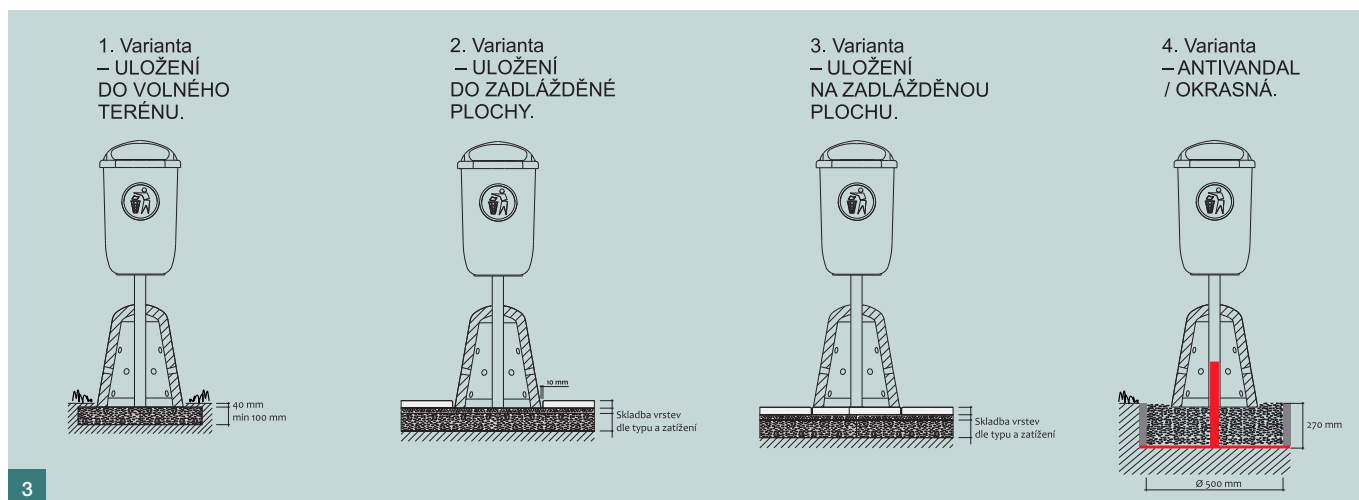 1. Varianta
– ULOŽENÍ
DO VOLNÉHO
TERÉNU.
40 mm
min 100 mm
2. Varianta
– ULOŽENÍ
DO ZADLÁŽDĚNÉ
PLOCHY.
10 mm
Skladba vrstev
dle typu a zatížení
3. Varianta
– ULOŽENÍ
NA ZADLÁŽDĚNOU
PLOCHU.
Skladba vrstev
dle typu a zatížení
4. Varianta
– ANTIVANDAL
/ OKRASNÁ.
270 mm
Ø 500 mm
3